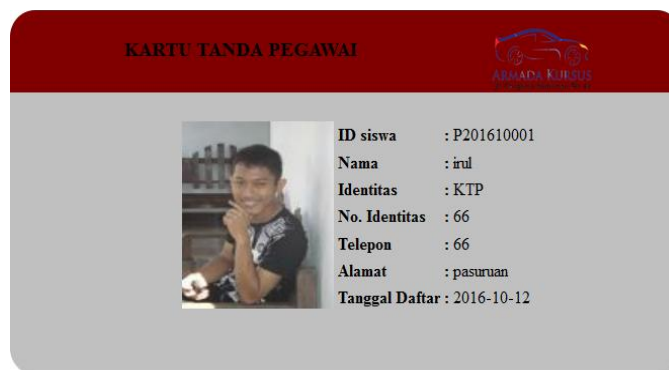 KARTU TANDA PEGAWAI
ARMADA KURSUS
ID siswa : P201610001
Nama : irul
Identitas : KTP
No. Identitas : 66
Telepon : 66
Alamat : pasuruan
Tanggal Daftar : 2016-10-12